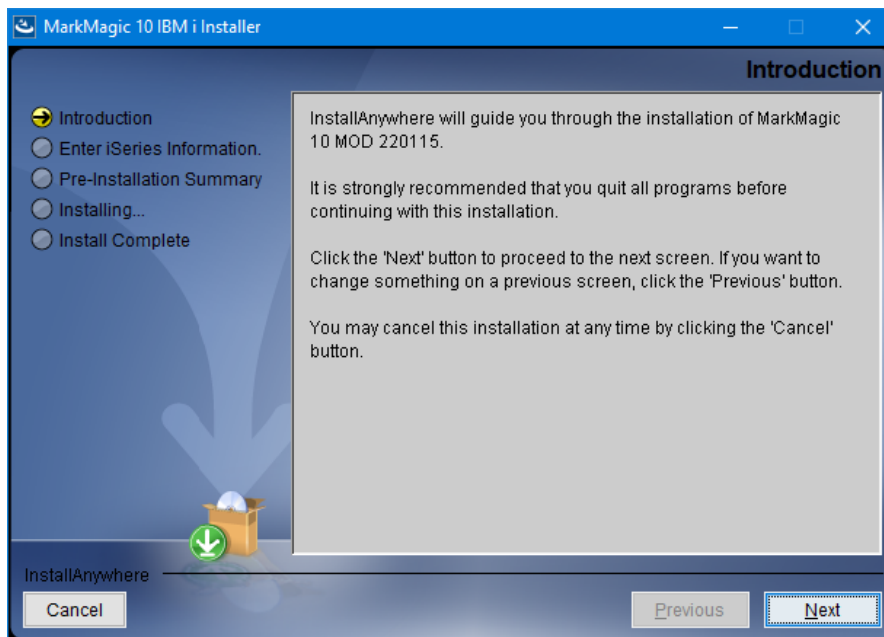 MarkMagic 10 IBM i Installer
Introduction
Introduction
Enter iSeries Information.
Pre-Installation Summary
Installing...
Install Complete
InstallAnywhere will guide you through the installation of MarkMagic
10 MOD 220115.
It is strongly recommended that you quit all programs before
continuing with this installation.
Click the 'Next' button to proceed to the next screen. If you want to
change something on a previous screen, click the 'Previous' button.
You may cancel this installation at any time by clicking the 'Cancel'
button.
InstallAnywhere
Cancel
Previous
Next